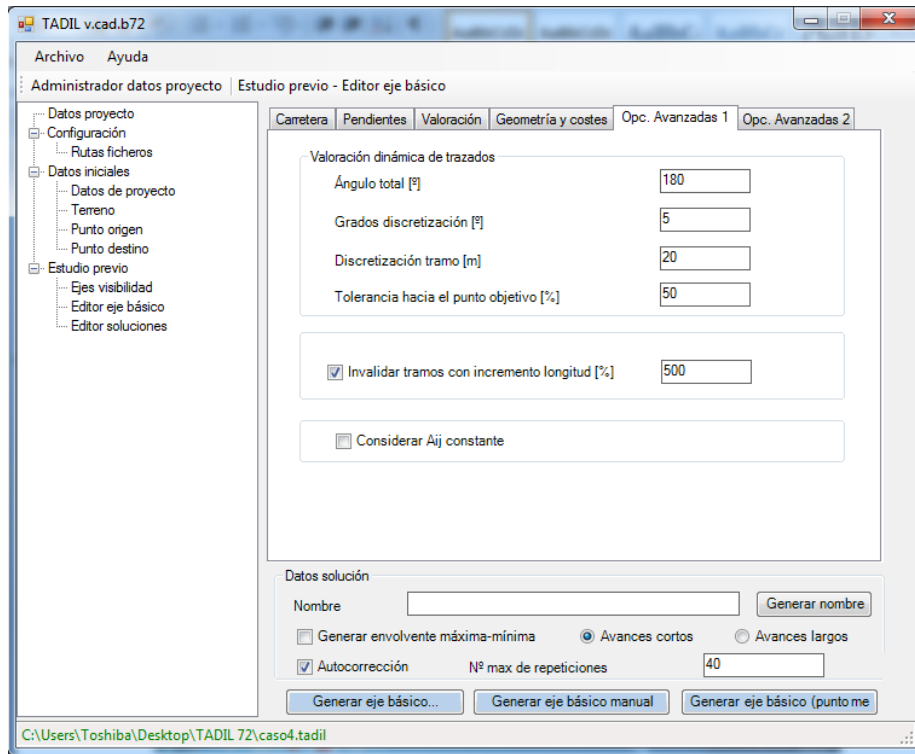 TADIL v.cad.b72
Archivo Ayuda
Administrador datos proyecto Estudio previo - Editor eje básico
Datos proyecto
Configuración
Rutas ficheros
Datos iniciales
Datos de proyecto
Terreno
Punto origen
Punto destino
Estudio previo
Ejes visibilidad
Editor eje básico
Editor soluciones
Carretera Pendientes Valoración Geometría y costes Opc. Avanzadas 1 Opc. Avanzadas 2
Valoración dinámica de trazados
Ángulo total [º] 180
Grados discretización [º] 5
Discretización tramo [m] 20
Tolerancia hacia el punto objetivo [%] 50
Invalidar tramos con incremento longitud [%] 500
Considerar Aij constante
Datos solución
Nombre Generar nombre
Generar envolvente máxima-mínima Avances cortos Avances largos
Autocorrección Nº max de repeticiones 40
Generar eje básico... Generar eje básico manual Generar eje básico (punto me
C:\Users\Toshiba\Desktop\TADIL 72\caso4.tadil